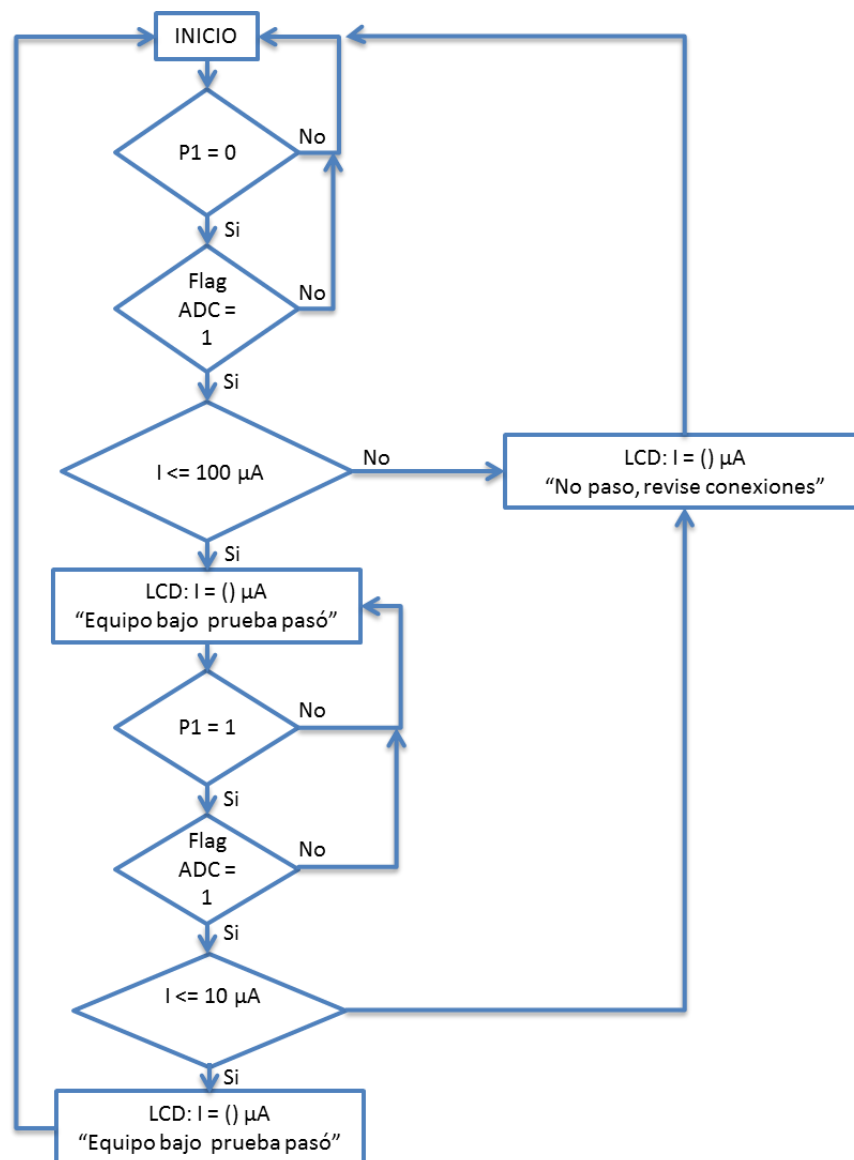 INICIO
P1 = 0
No
Si
Flag
ADC =
1
No
Si
I <= 100 µA
No
LCD: I = () µA
“No paso, revise conexiones”
Si
LCD: I = () µA
“Equipo bajo prueba pasó”
P1 = 1
No
Si
Flag
ADC =
1
No
Si
I <= 10 µA
Si
LCD: I = () µA
“Equipo bajo prueba pasó”